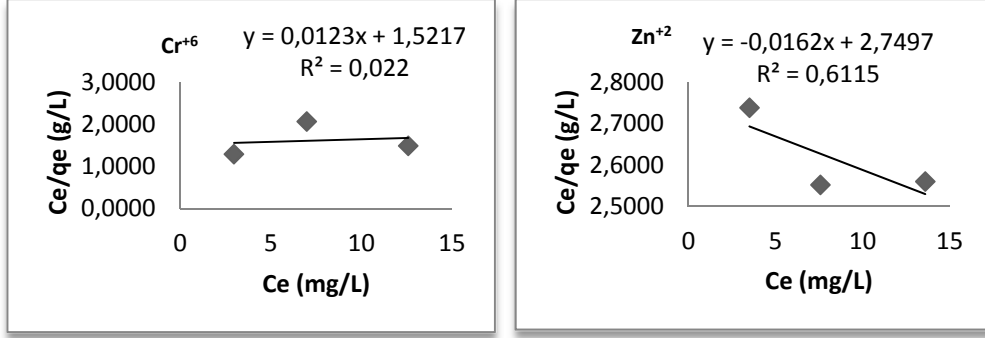 Cr⁺⁶
y = 0,0123x + 1,5217
R² = 0,022
Ce/qe (g/L)
3,0000
2,0000
1,0000
0,0000
0 5 10 15
Ce (mg/L)
Zn⁺²
y = -0,0162x + 2,7497
R² = 0,6115
Ce/qe (g/L)
2,8000
2,7000
2,6000
2,5000
0 5 10 15
Ce (mg/L)